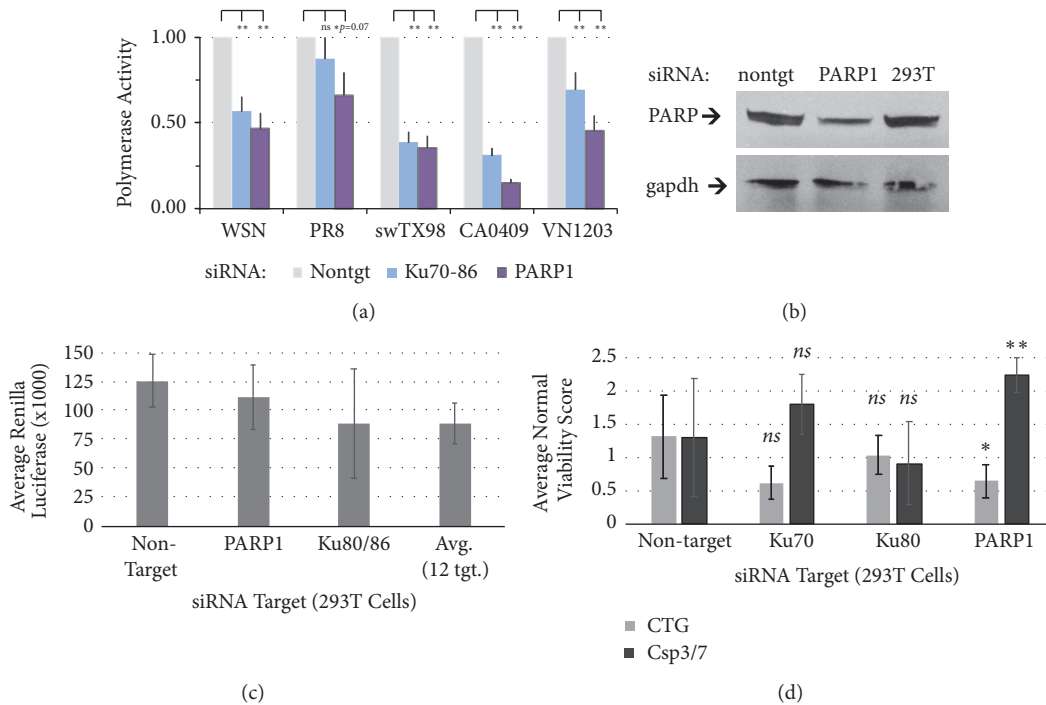 ** ** ns *p=0.07 ** ** ** ** ** **
1.00
0.50
0.00
Polymerase Activity
WSN PR8 swTX98 CA0409 VN1203
siRNA: Nontgt Ku70-86 PARP1
(a)
siRNA: nontgt PARP1 293T
PARP →
gapdh →
(b)
150
125
100
75
50
25
0
Average Renilla
Luciferase (x1000)
Non-
Target
PARP1
Ku80/86
Avg.
(12 tgt.)
siRNA Target (293T Cells)
(c)
2.5
2
1.5
1
0.5
0
Average Normal
Viability Score
ns ns ns ns * **
Non-target Ku70 Ku80 PARP1
siRNA Target (293T Cells)
CTG
Csp3/7
(d)